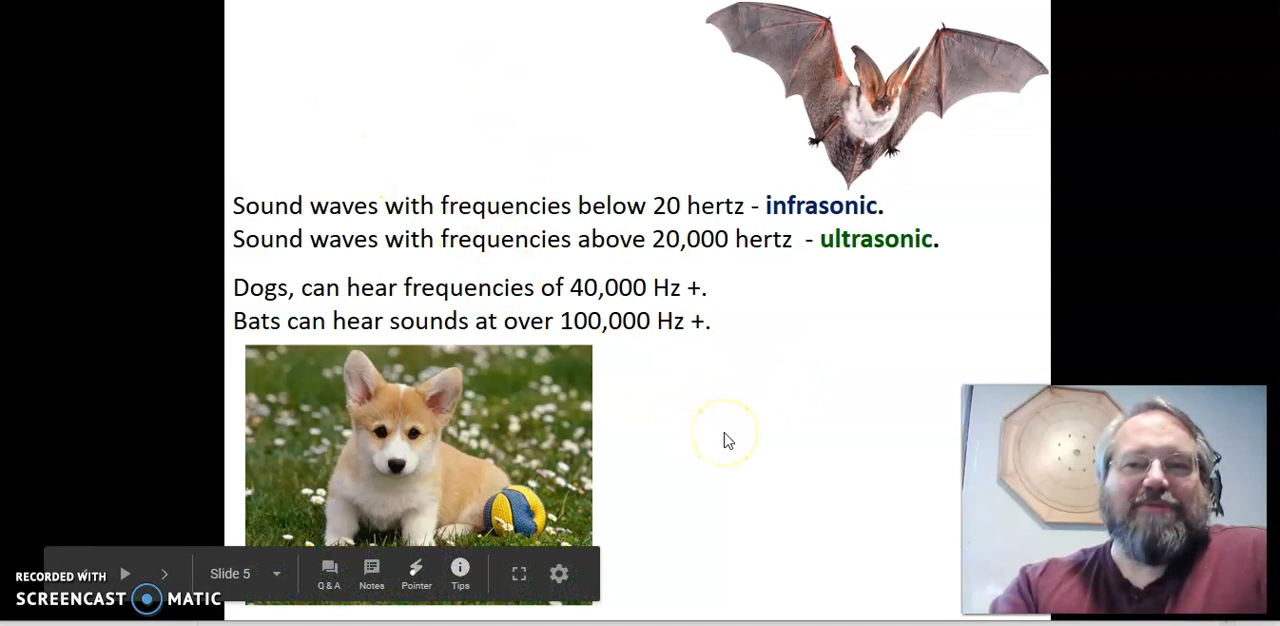 Sound waves with frequencies below 20 hertz - infrasonic.
Sound waves with frequencies above 20,000 hertz - ultrasonic.
Dogs, can hear frequencies of 40,000 Hz +.
Bats can hear sounds at over 100,000 Hz +.
Slide 5
Q & A
Notes
Pointer
Tips
RECORDED WITH
SCREENCAST MATIC